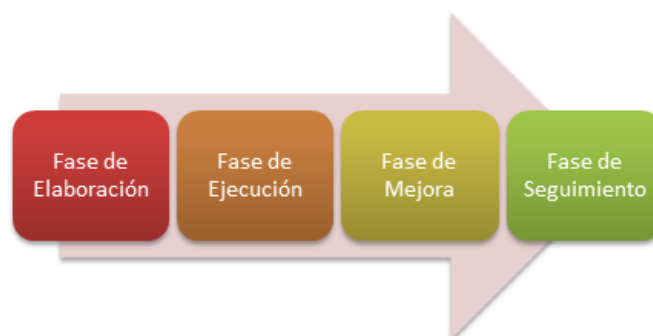 Fase de
Elaboración
Fase de
Ejecución
Fase de
Mejora
Fase de
Seguimiento